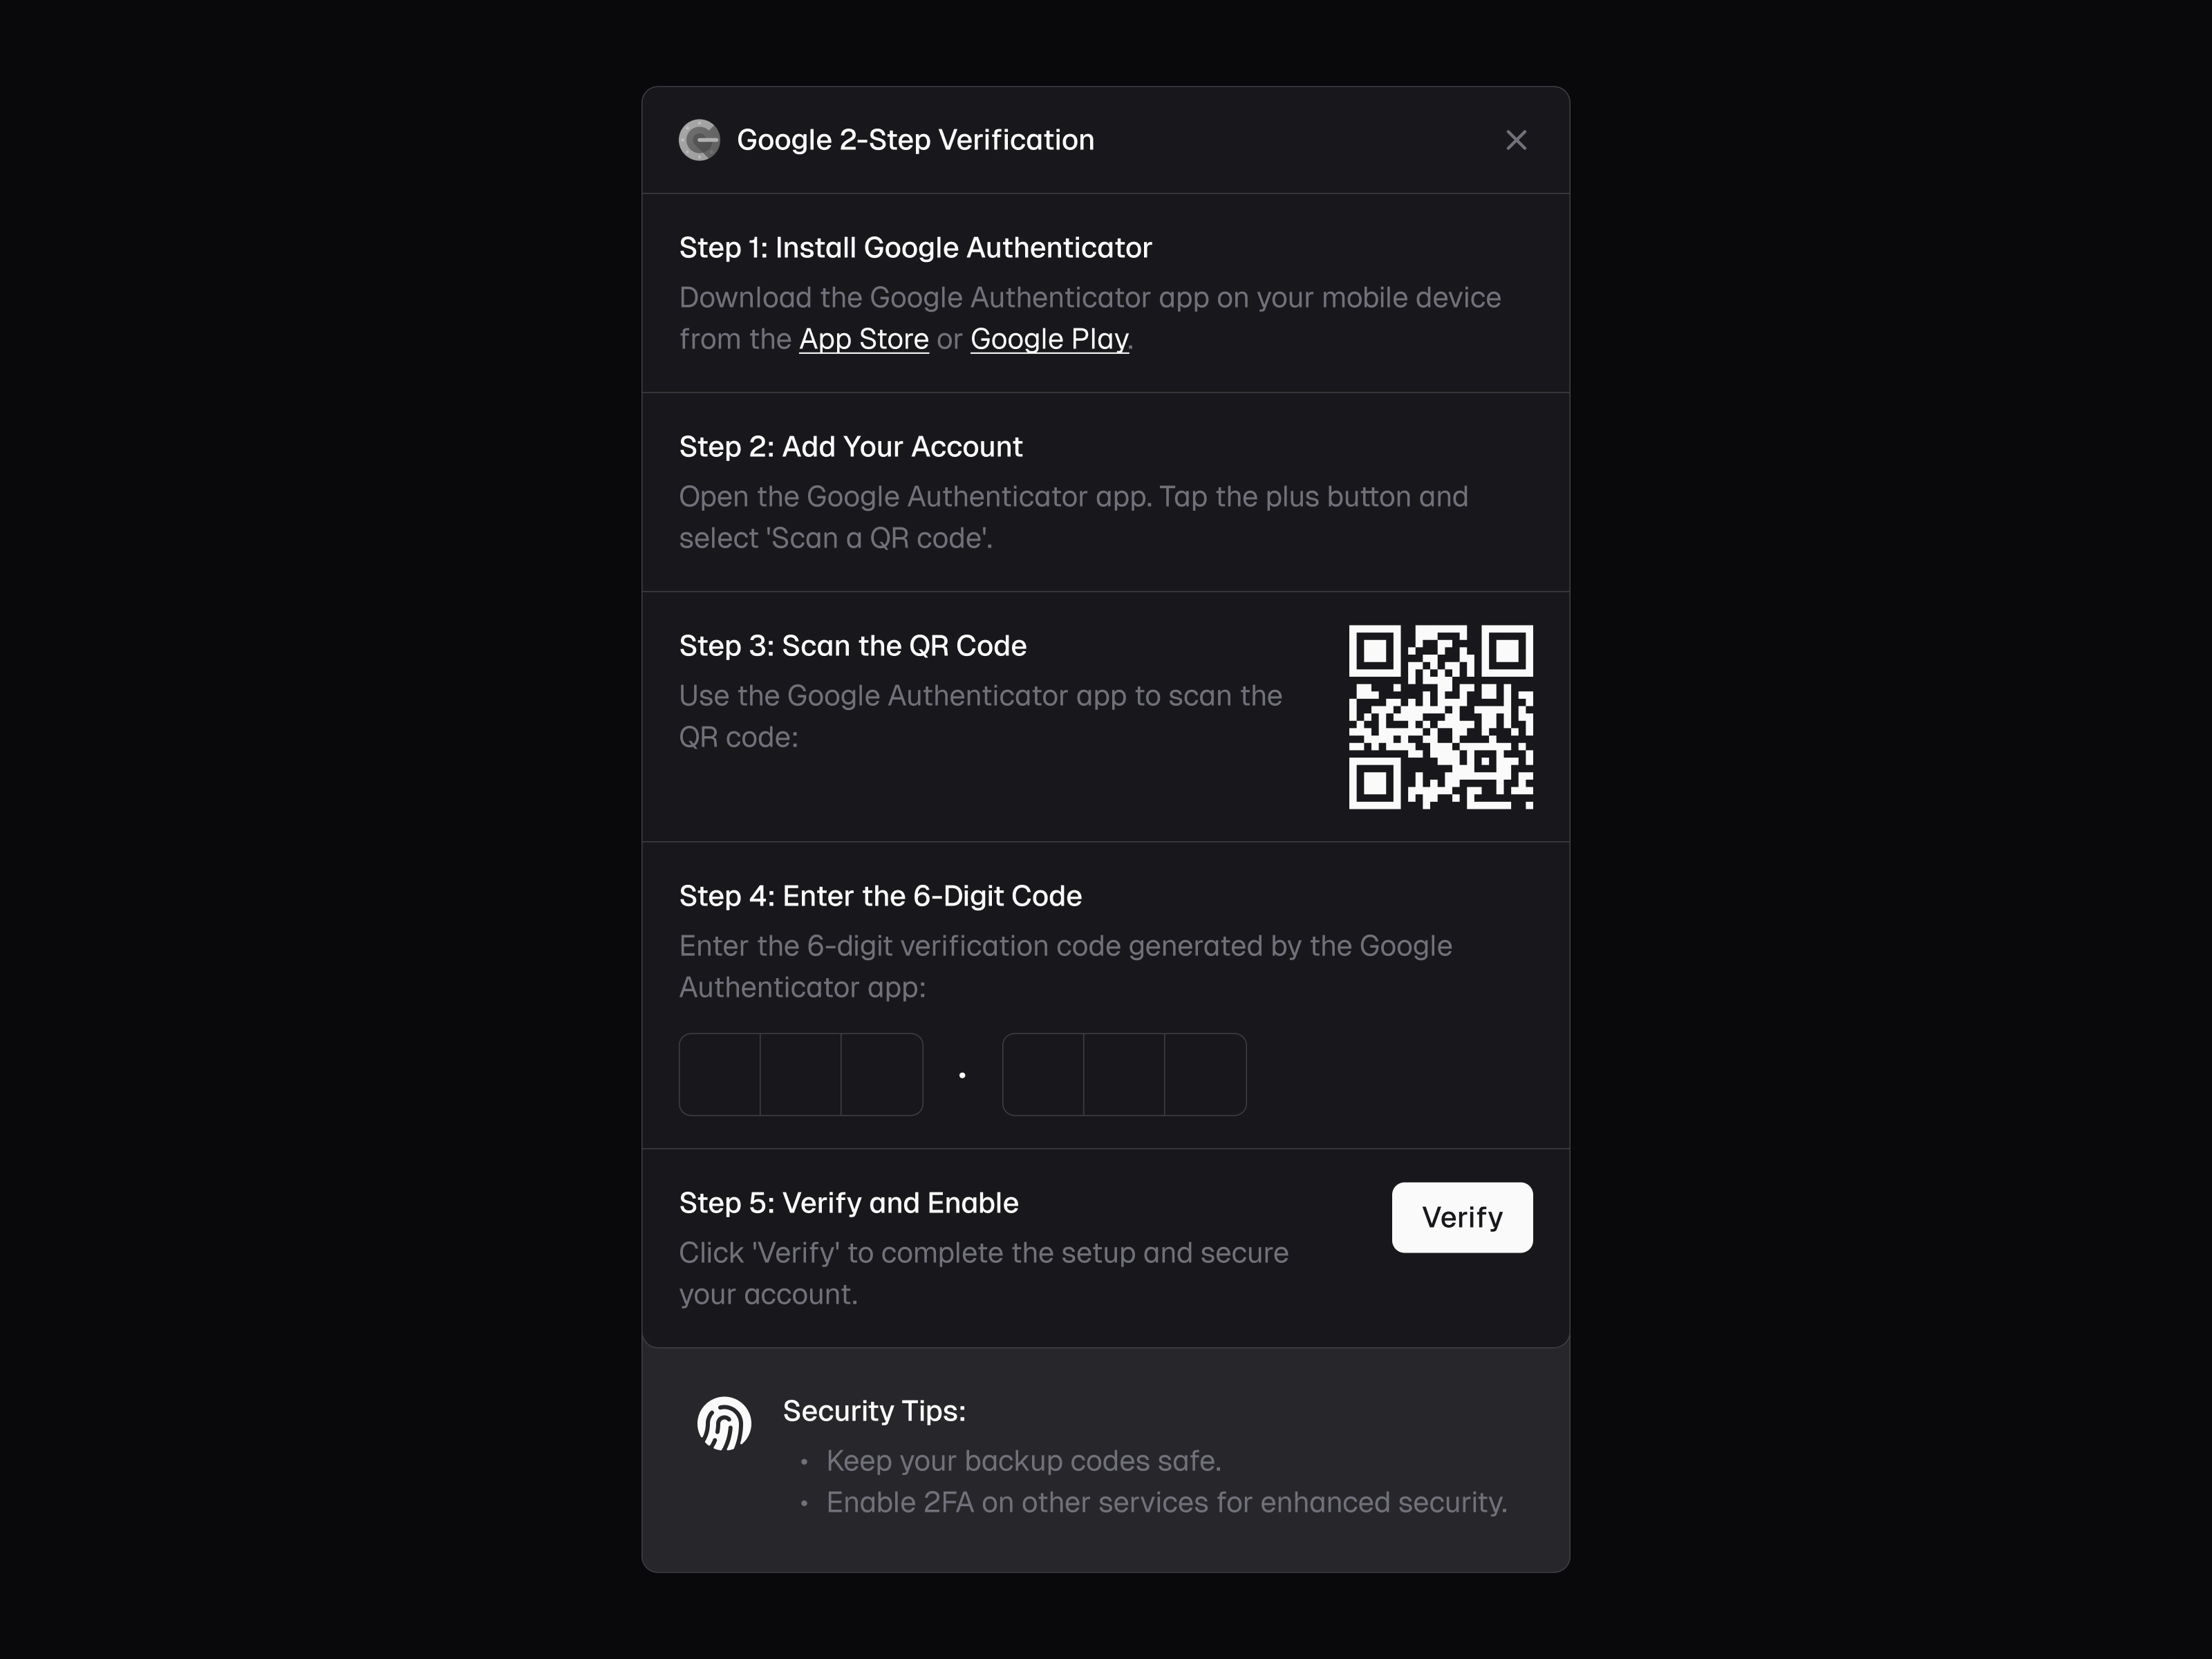 Google 2-Step Verification
Step 1: Install Google Authenticator
Download the Google Authenticator app on your mobile device
from the App Store or Google Play.
Step 2: Add Your Account
Open the Google Authenticator app. Tap the plus button and
select 'Scan a QR code'.
Step 3: Scan the QR Code
Use the Google Authenticator app to scan the
QR code:
Step 4: Enter the 6-Digit Code
Enter the 6-digit verification code generated by the Google
Authenticator app:
Step 5: Verify and Enable
Verify
Click 'Verify' to complete the setup and secure
your account.
Security Tips:
• Keep your backup codes safe.
• Enable 2FA on other services for enhanced security.